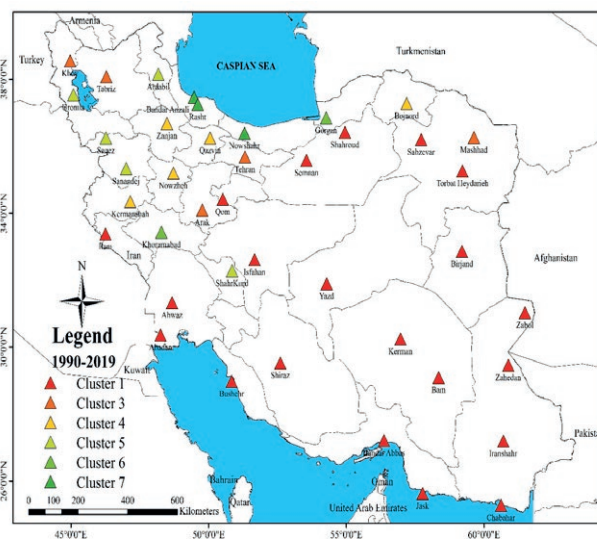 Armenia
Turkey
CASPIAN SEA
Turkmenistan
38°0'0"N
Khoy
Tabriz
Ardabil
Bandar Anzali
Rasht
Zanjan
Qazvin
Nowshahr
Tehran
Gorgan
Shahroud
Semnan
Bojnord
Sabzevar
Mashhad
Torbat Heydarieh
Saqez
Sanandaj
Nowzheh
Kermanshah
Arak
Qom
34°0'0"N
Khoramabad
Iran
Isfahan
ShahrKord
Yazd
Birjand
Afghanistan
Zabol
N
Ahwaz
Abadan
Kerman
Bam
Zahedan
Shiraz
Bushehr
Kuwait
30°0'0"N
Legend
1990-2019
Cluster 1
Cluster 3
Cluster 4
Cluster 5
Cluster 6
Cluster 7
Bandar Abbas
Iranshahr
Pakista
Bahrain
Qatar
Oman
United Arab Emirates
Jask
Chabahar
26°0'0"N
0 100 200 400 600
Kilometers
45°0'0"E 50°0'0"E 55°0'0"E 60°0'0"E